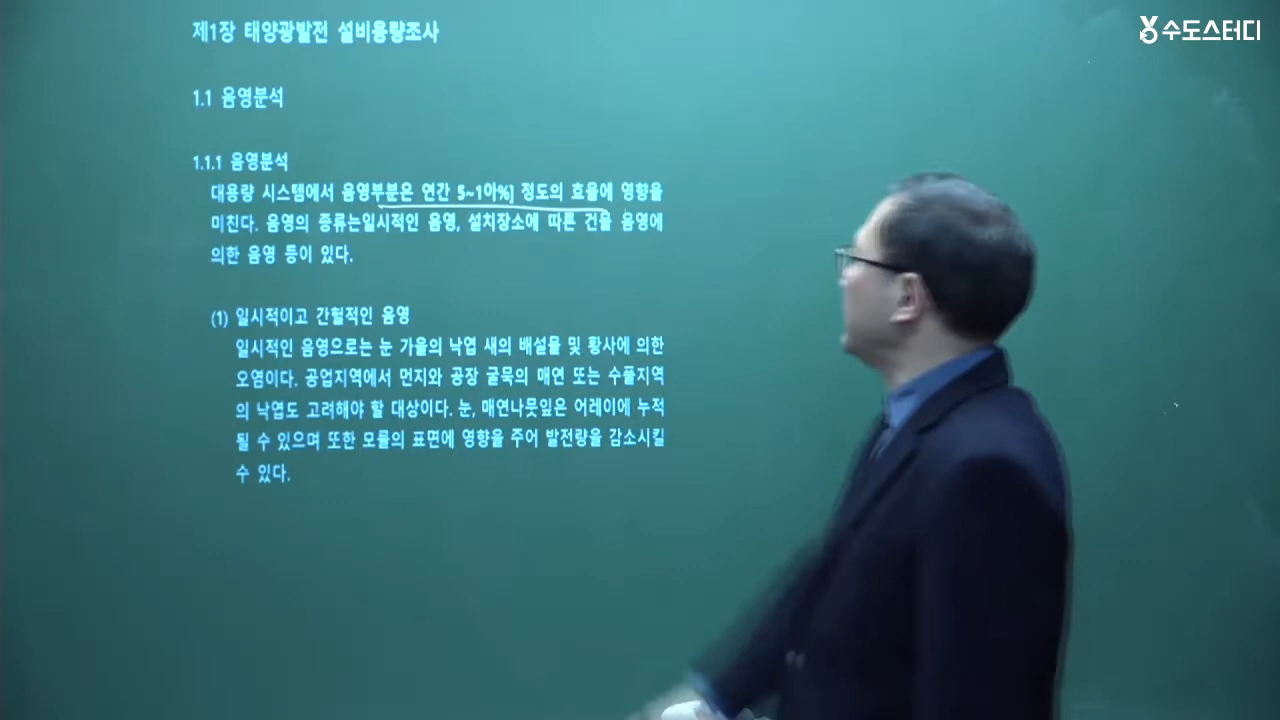 제1장 태양광발전 설비용량조사
수도스터디
1.1 음영분석
1.1.1 음영분석
대용량 시스템에서 음영부분은 연간 5~1아%] 정도의 효율에 영향을
미친다. 음영의 종류는일시적인 음영, 설치장소에 따른 건물 음영에
의한 음영 등이 있다.
(1) 일시적이고 간헐적인 음영
일시적인 음영으로는 눈 가을의 낙엽 새의 배설물 및 황사에 의한
오염이다. 공업지역에서 먼지와 공장 굴뚝의 매연 또는 수풀지역
의 낙엽도 고려해야 할 대상이다. 눈, 매연나뭇잎은 어레이에 누적
될 수 있으며 또한 모듈의 표면에 영향을 주어 발전량을 감소시킬
수 있다.